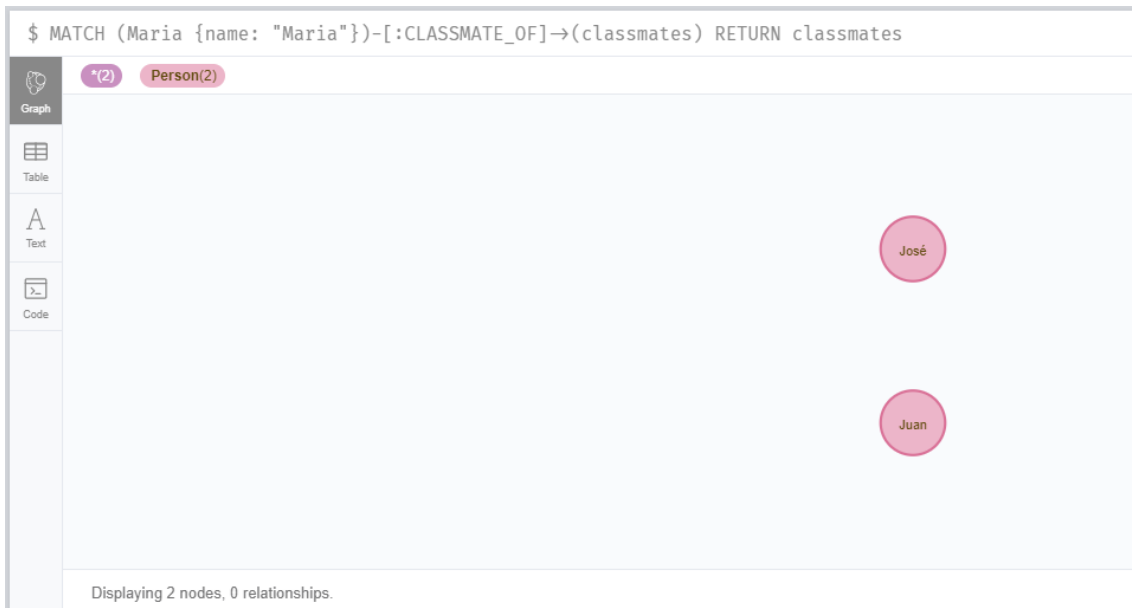 $ MATCH (Maria {name: "Maria"})-[:CLASSMATE_OF]→(classmates) RETURN classmates
*(2) Person(2)
Graph
Table
Text
Code
José
Juan
Displaying 2 nodes, 0 relationships.